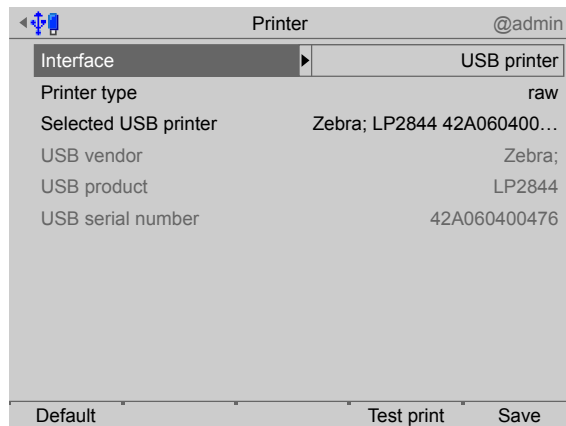 Printer @admin
Interface USB printer
Printer type raw
Selected USB printer Zebra; LP2844 42A060400…
USB vendor Zebra;
USB product LP2844
USB serial number 42A060400476
Default Test print Save